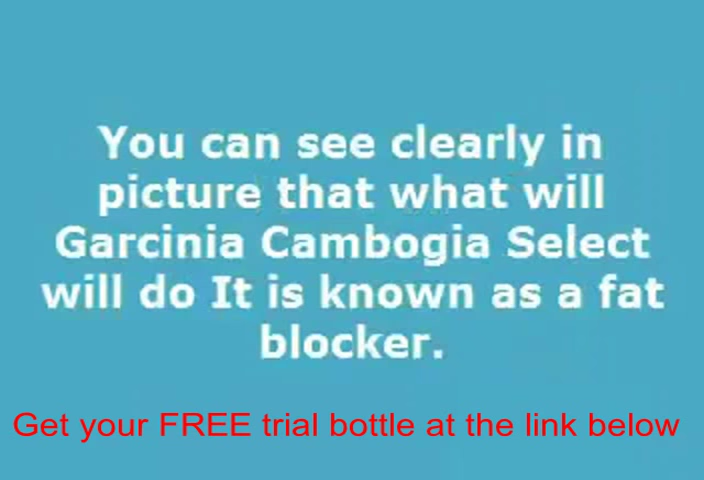 You can see clearly in
picture that what will
Garcinia Cambogia Select
will do It is known as a fat
blocker.
Get your FREE trial bottle at the link below